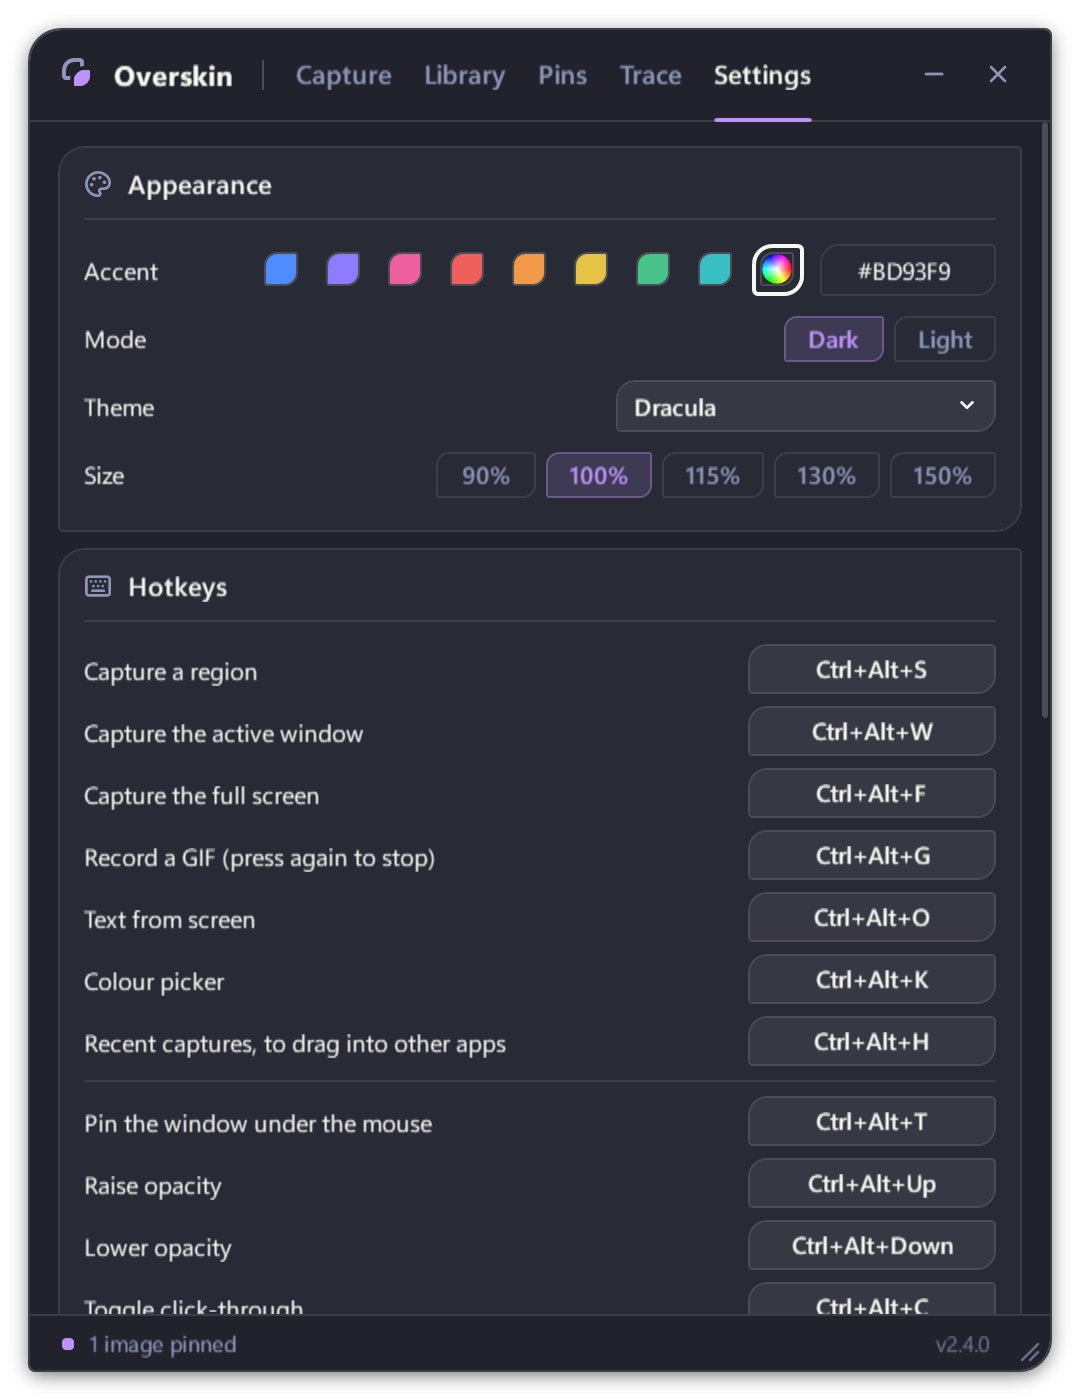 Overskin Capture Library Pins Trace Settings
Appearance
Accent #BD93F9
Mode Dark Light
Theme Dracula
Size 90% 100% 115% 130% 150%
Hotkeys
Capture a region Ctrl+Alt+S
Capture the active window Ctrl+Alt+W
Capture the full screen Ctrl+Alt+F
Record a GIF (press again to stop) Ctrl+Alt+G
Text from screen Ctrl+Alt+O
Colour picker Ctrl+Alt+K
Recent captures, to drag into other apps Ctrl+Alt+H
Pin the window under the mouse Ctrl+Alt+T
Raise opacity Ctrl+Alt+Up
Lower opacity Ctrl+Alt+Down
Toggle click-through Ctrl+Alt+C
1 image pinned v2.4.0